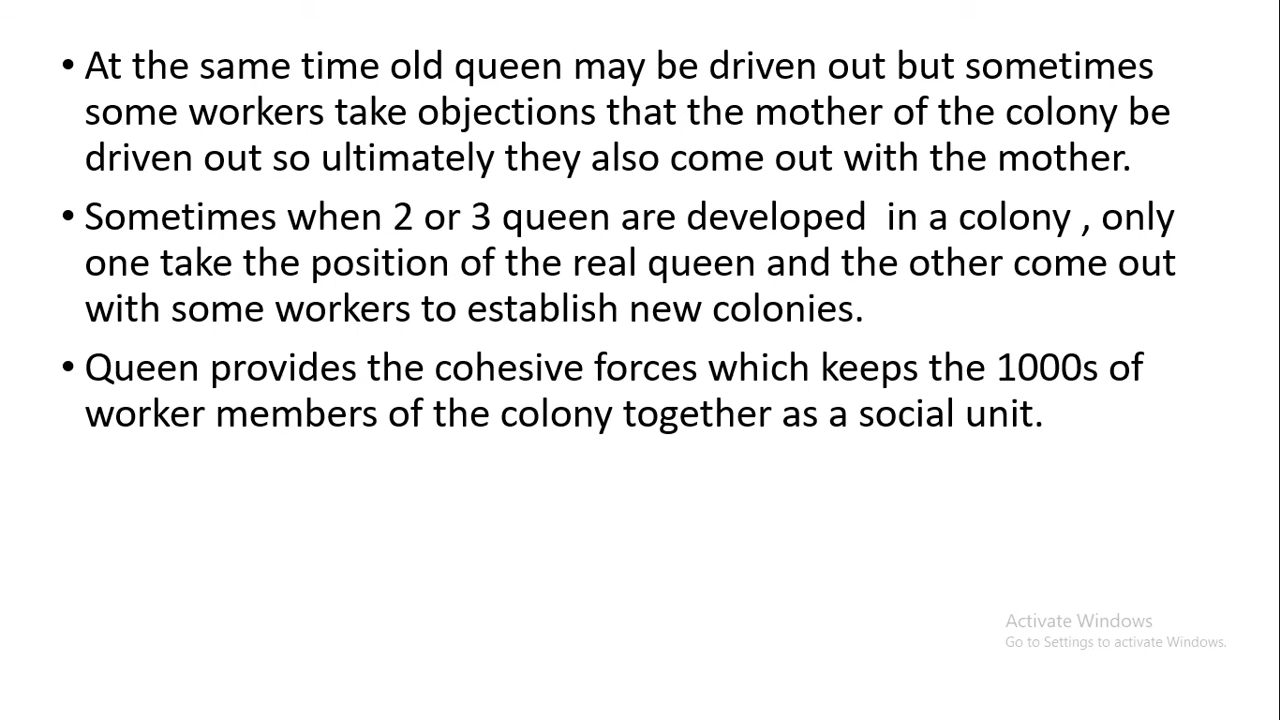 • At the same time old queen may be driven out but sometimes
some workers take objections that the mother of the colony be
driven out so ultimately they also come out with the mother.
• Sometimes when 2 or 3 queen are developed  in a colony , only
one take the position of the real queen and the other come out
with some workers to establish new colonies.
• Queen provides the cohesive forces which keeps the 1000s of
worker members of the colony together as a social unit.
Activate Windows
Go to Settings to activate Windows.